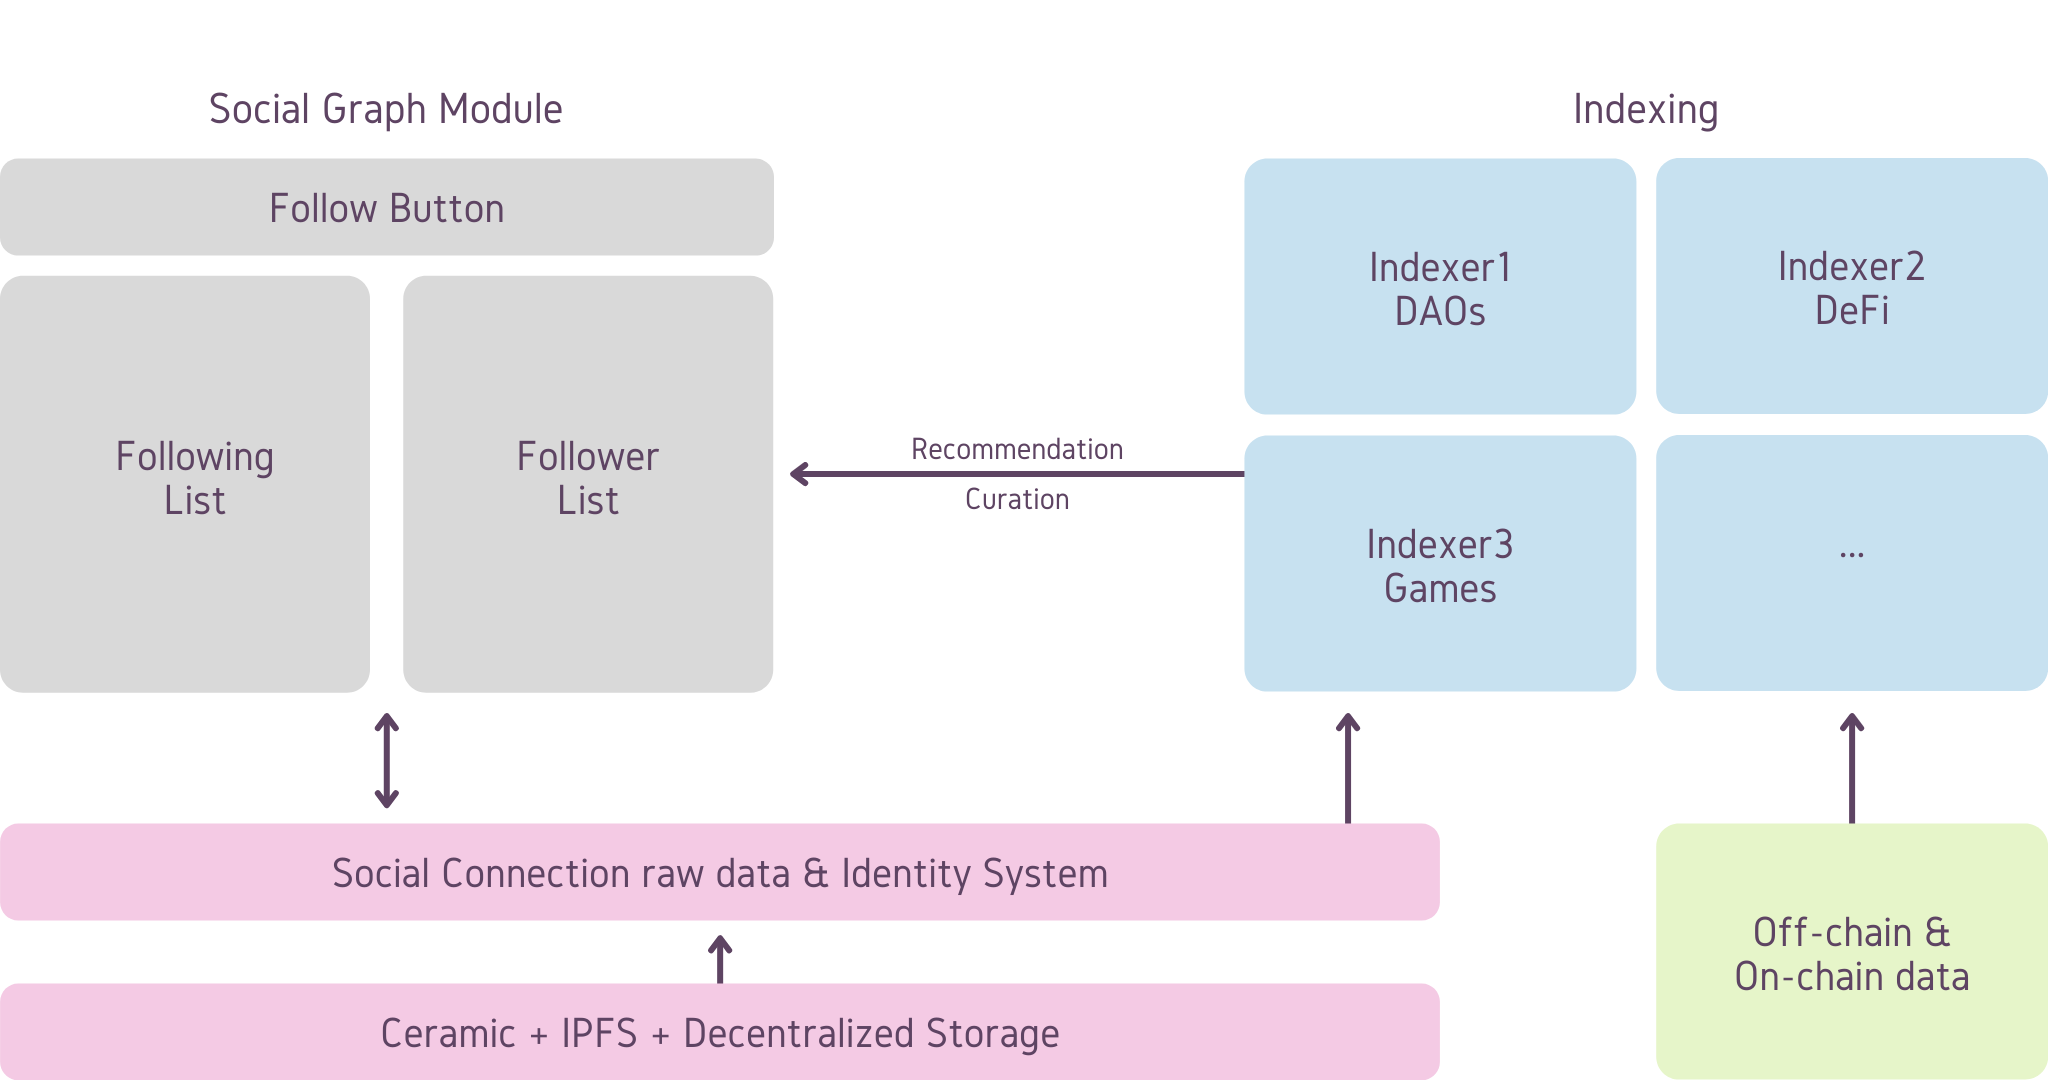 Social Graph Module
Follow Button
Following
List
Follower
List
Recommendation
Curation
Indexing
Indexer1
DAOs
Indexer2
DeFi
Indexer3
Games
...
Social Connection raw data & Identity System
Ceramic + IPFS + Decentralized Storage
Off-chain &
On-chain data